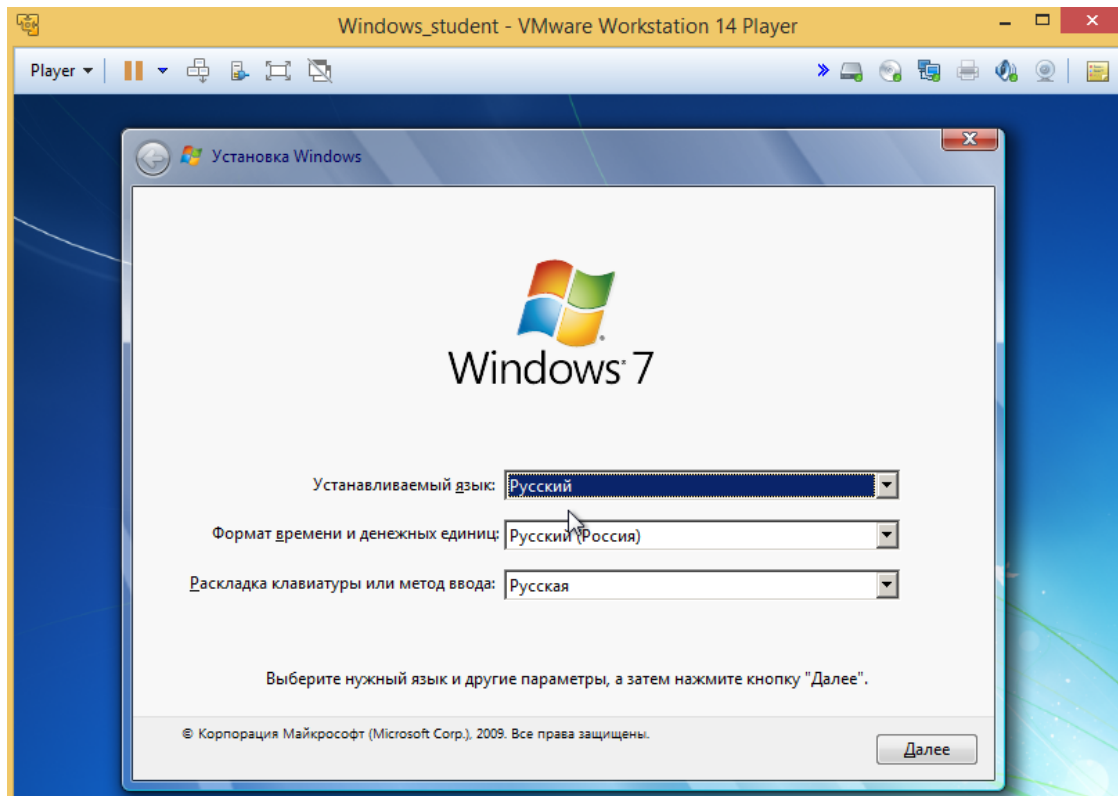 Windows_student - VMware Workstation 14 Player
Player
Установка Windows
Windows 7
Устанавливаемый язык: Русский
Формат времени и денежных единиц: Русский (Россия)
Раскладка клавиатуры или метод ввода: Русская
Выберите нужный язык и другие параметры, а затем нажмите кнопку "Далее".
© Корпорация Майкрософт (Microsoft Corp.), 2009. Все права защищены.
Далее